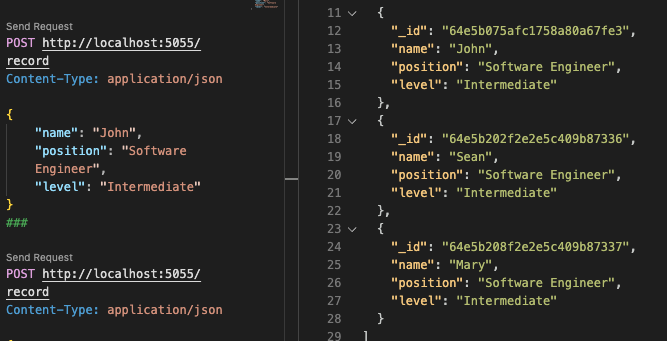 Send Request
POST http://localhost:5055/
record
Content-Type: application/json
{
"name": "John",
"position": "Software
Engineer",
"level": "Intermediate"
}
###
Send Request
POST http://localhost:5055/
record
Content-Type: application/json
11 {
12 "_id": "64e5b075afc1758a80a67fe3",
13 "name": "John",
14 "position": "Software Engineer",
15 "level": "Intermediate"
16 },
17 {
18 "_id": "64e5b202f2e2e5c409b87336",
19 "name": "Sean",
20 "position": "Software Engineer",
21 "level": "Intermediate"
22 },
23 {
24 "_id": "64e5b208f2e2e5c409b87337",
25 "name": "Mary",
26 "position": "Software Engineer",
27 "level": "Intermediate"
28 }
29 ]